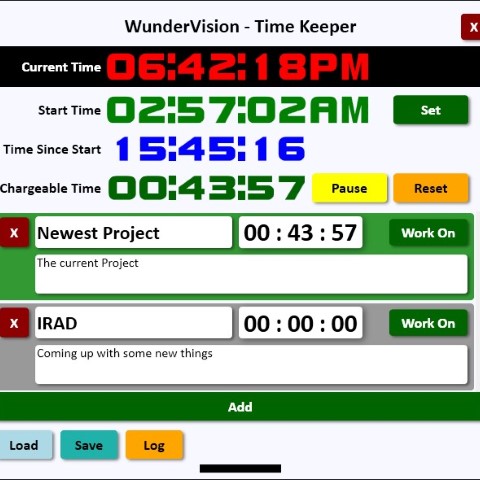 WunderVision - Time Keeper X
Current Time 06:42:18PM
Start Time 02:57:02AM Set
Time Since Start 15:45:16
Chargeable Time 00:43:57 Pause Reset
X Newest Project 00 : 43 : 57 Work On
The current Project
X IRAD 00 : 00 : 00 Work On
Coming up with some new things
Add
Load Save Log